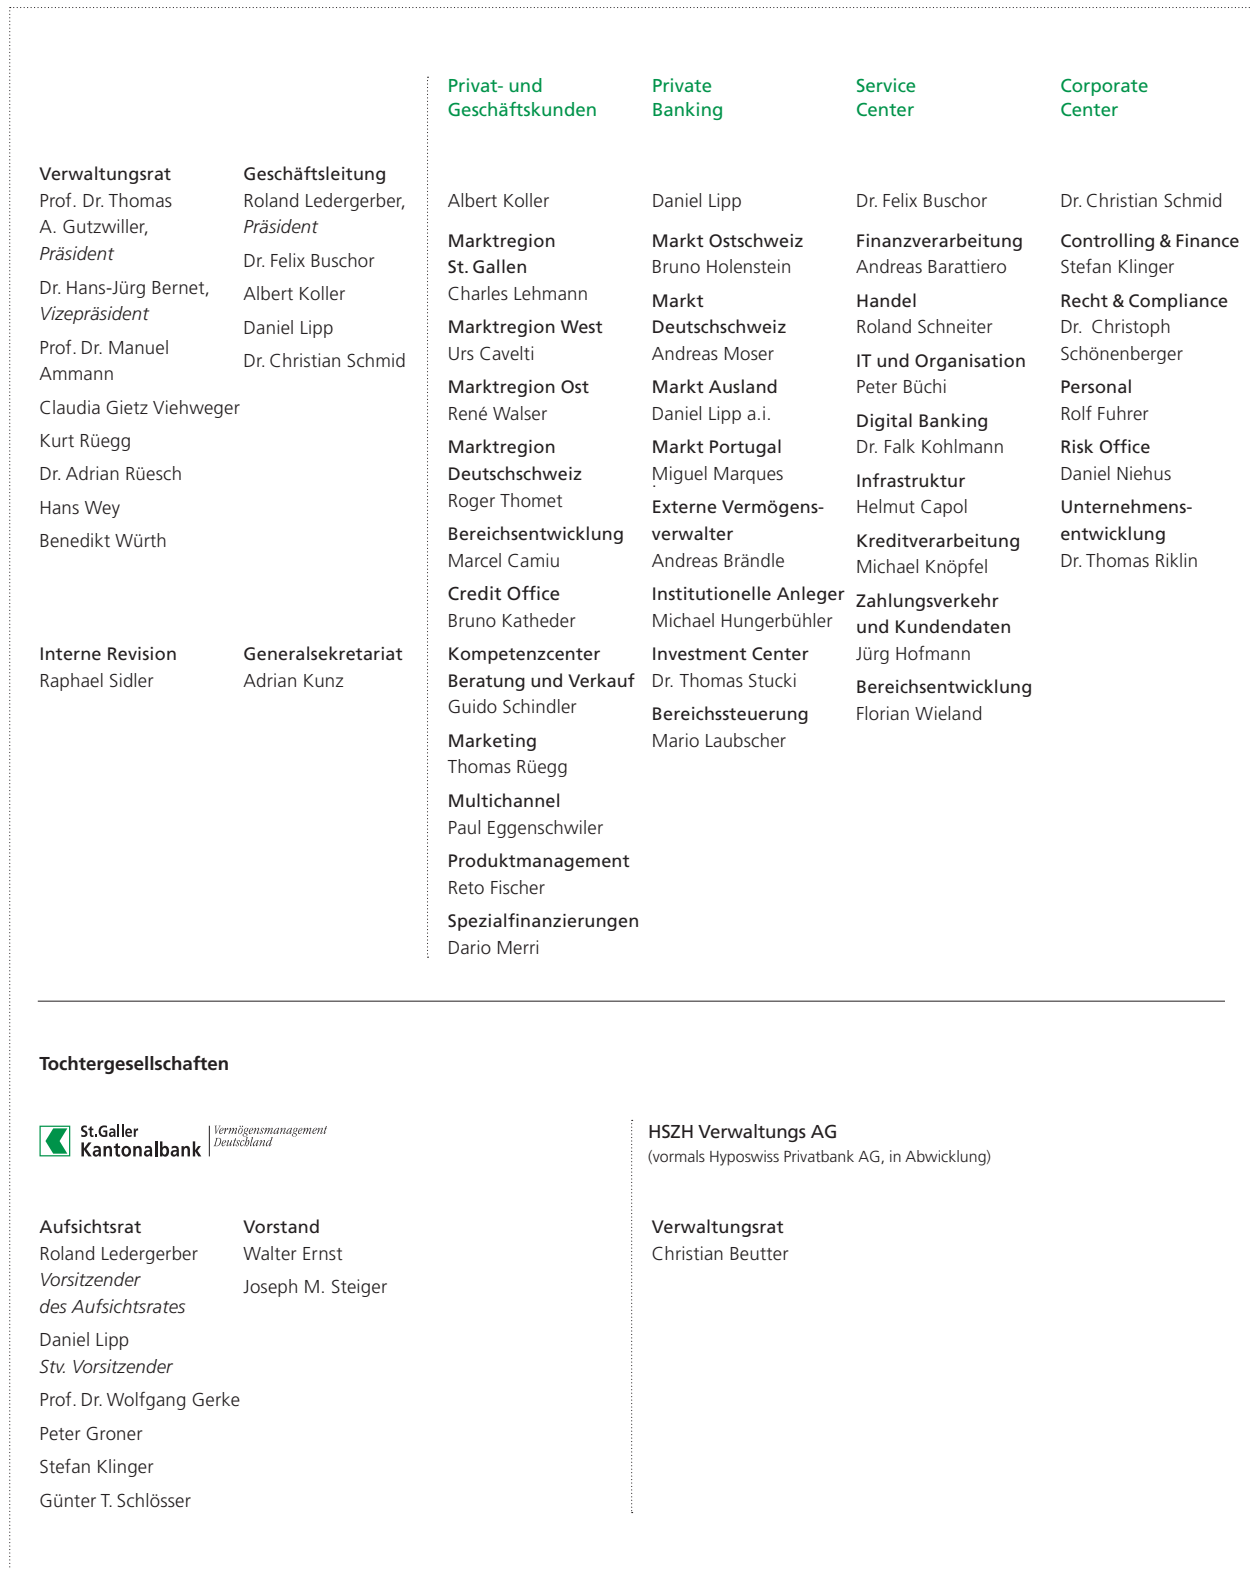 Verwaltungsrat
Prof. Dr. Thomas
A. Gutzwiller,
Präsident
Dr. Hans-Jürg Bernet,
Vizepräsident
Prof. Dr. Manuel
Ammann
Claudia Gietz Viehweger
Kurt Rüegg
Dr. Adrian Rüesch
Hans Wey
Benedikt Würth
Interne Revision
Raphael Sidler
Geschäftsleitung
Roland Ledergerber,
Präsident
Dr. Felix Buschor
Albert Koller
Daniel Lipp
Dr. Christian Schmid
Generalsekretariat
Adrian Kunz
Privat- und
Geschäftskunden
Albert Koller
Marktregion
St. Gallen
Charles Lehmann
Marktregion West
Urs Cavelti
Marktregion Ost
René Walser
Marktregion
Deutschschweiz
Roger Thomet
Bereichsentwicklung
Marcel Camiu
Credit Office
Bruno Katheder
Kompetenzcenter
Beratung und Verkauf
Guido Schindler
Marketing
Thomas Rüegg
Multichannel
Paul Eggenschwiler
Produktmanagement
Reto Fischer
Spezialfinanzierungen
Dario Merri
Private
Banking
Daniel Lipp
Markt Ostschweiz
Bruno Holenstein
Markt
Deutschschweiz
Andreas Moser
Markt Ausland
Daniel Lipp a.i.
Markt Portugal
Miguel Marques
Externe Vermögens-
verwalter
Andreas Brändle
Institutionelle Anleger
Michael Hungerbühler
Investment Center
Dr. Thomas Stucki
Bereichssteuerung
Mario Laubscher
Service
Center
Dr. Felix Buschor
Finanzverarbeitung
Andreas Barattiero
Handel
Roland Schneiter
IT und Organisation
Peter Büchi
Digital Banking
Dr. Falk Kohlmann
Infrastruktur
Helmut Capol
Kreditverarbeitung
Michael Knöpfel
Zahlungsverkehr
und Kundendaten
Jürg Hofmann
Bereichsentwicklung
Florian Wieland
Corporate
Center
Dr. Christian Schmid
Controlling & Finance
Stefan Klinger
Recht & Compliance
Dr. Christoph
Schönenberger
Personal
Rolf Fuhrer
Risk Office
Daniel Niehus
Unternehmens-
entwicklung
Dr. Thomas Riklin
Tochtergesellschaften
St.Galler
Kantonalbank
Vermögensmanagement
Deutschland
Aufsichtsrat
Roland Ledergerber
Vorsitzender
des Aufsichtsrates
Daniel Lipp
Stv. Vorsitzender
Prof. Dr. Wolfgang Gerke
Peter Groner
Stefan Klinger
Günter T. Schlösser
Vorstand
Walter Ernst
Joseph M. Steiger
HSZH Verwaltungs AG
(vormals Hyposwiss Privatbank AG, in Abwicklung)
Verwaltungsrat
Christian Beutter